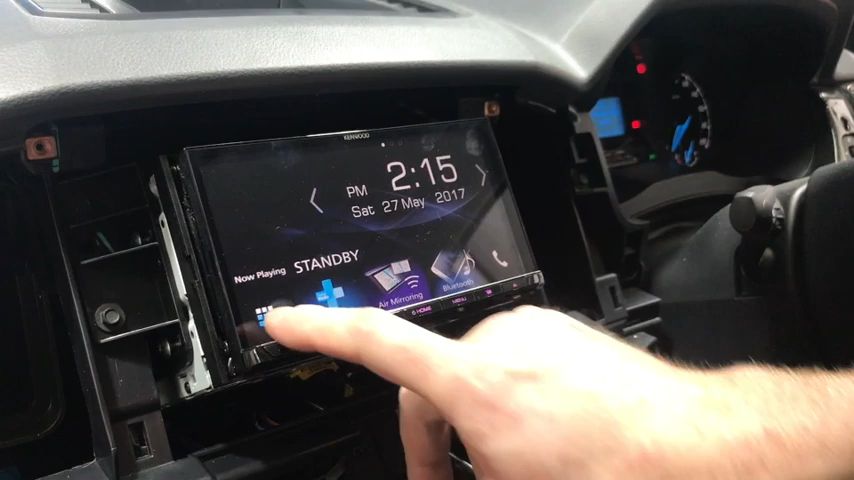 KENWOOD
2:15
PM
Sat 27 May 2017
Now Playing STANDBY
Air Mirroring
Bluetooth
HOME
MENU